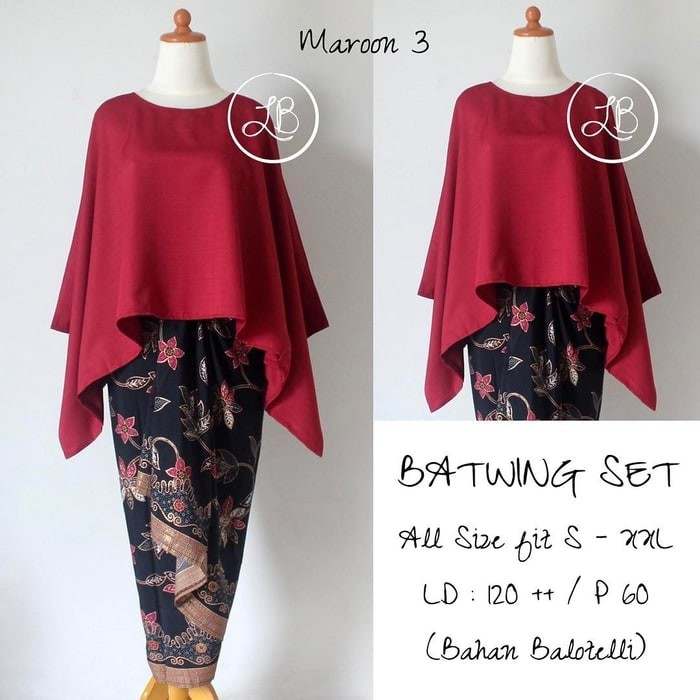 Maroon 3
LB
LB
BATWING SET
All Size fit S - XXL
LD : 120 ++ / P 60
(Bahan Balotelli)